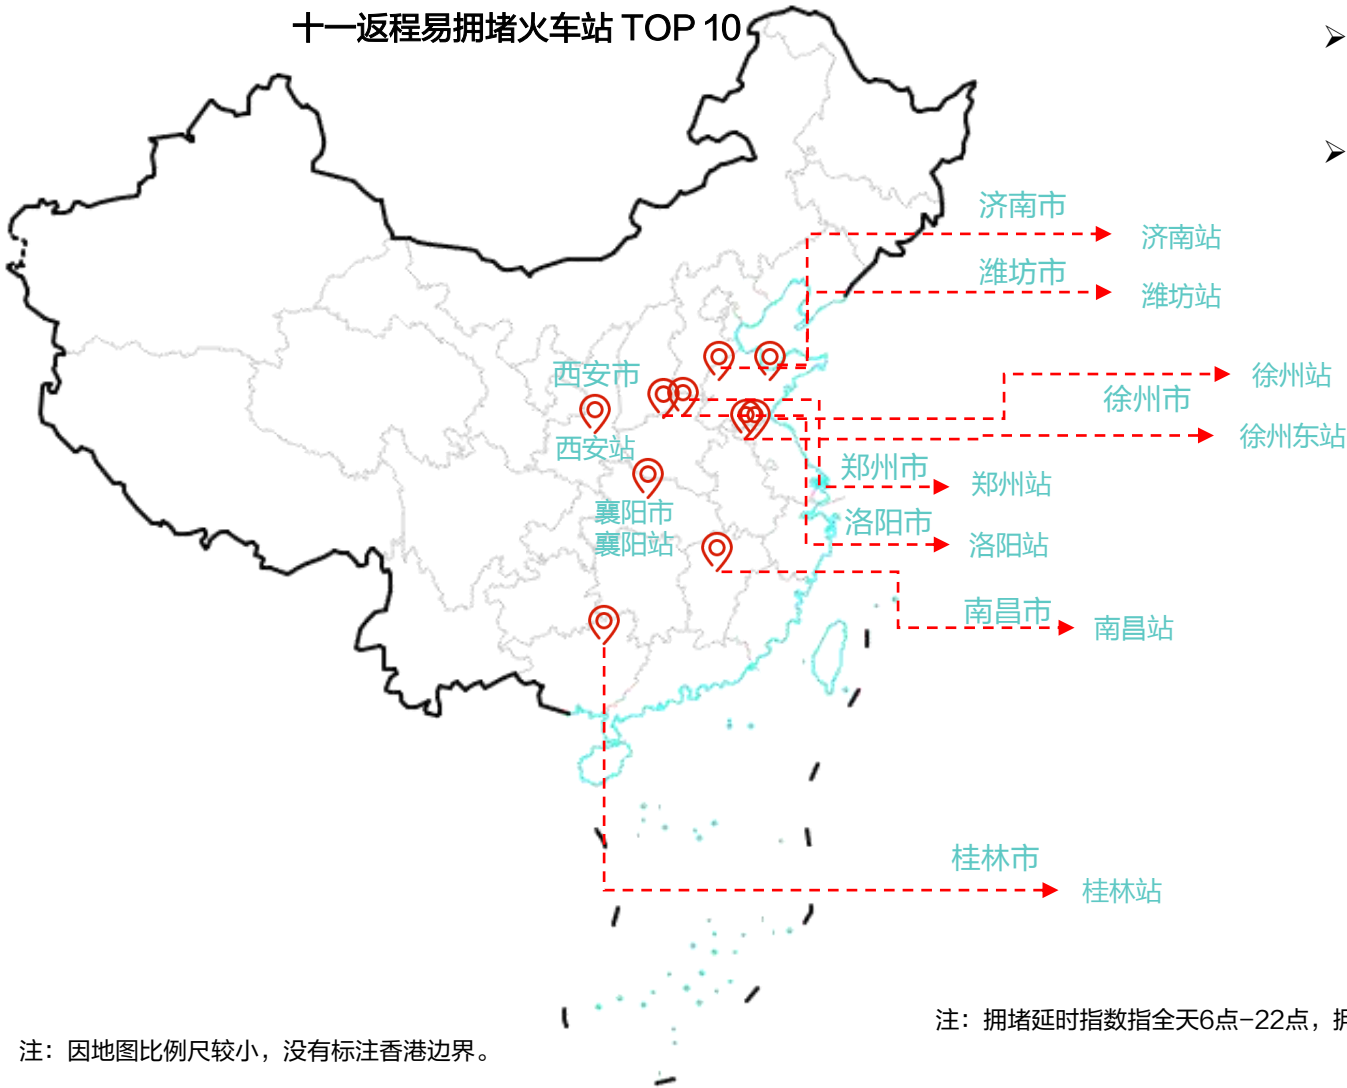 十一返程易拥堵火车站 TOP 10
济南市
济南站
潍坊市
潍坊站
西安市
西安站
徐州站
徐州市
徐州东站
郑州市
郑州站
襄阳市
襄阳站
洛阳市
洛阳站
南昌市
南昌站
桂林市
桂林站
注：拥堵延时指数指全天6点-22点，拥
注：因地图比例尺较小，没有标注香港边界。